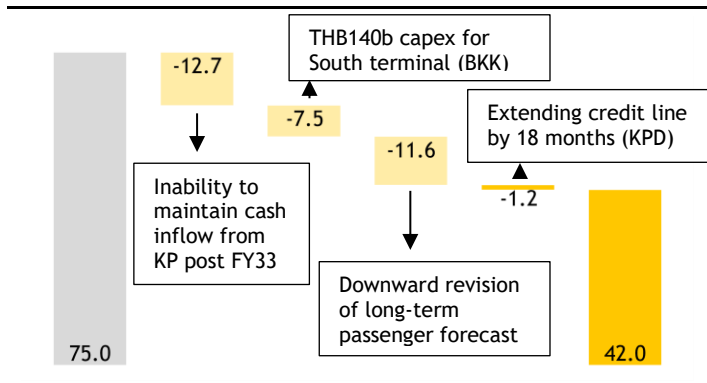 THB140b capex for
South terminal (BKK)
-12.7
-7.5
Extending credit line
by 18 months (KPD)
-11.6
-1.2
Inability to
maintain cash
inflow from
KP post FY33
Downward revision
of long-term
passenger forecast
75.0
42.0